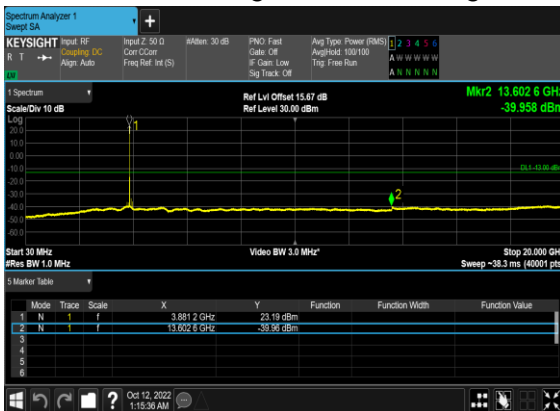 Spectrum Analyzer 1
Swept SA
+
KEYSIGHT Input: RF Input Z: 50 Ω #Atten: 30 dB PNO: Fast Avg Type: Power (RMS) 1 2 3 4 5 6
R T Coupling: DC Corr CCorr Gate: Off Avg|Hold: 100/100 A W W W W W
Align: Auto Freq Ref: Int (S) IF Gain: Low Trig: Free Run
Sig Track: Off A N N N N N
LV
1 Spectrum Ref Lvl Offset 15.67 dB Mkr2 13.602 6 GHz
Scale/Div 10 dB Ref Level 30.00 dBm -39.958 dBm
Log
20.0 1
10.0
0.00
-10.0 DL1 -13.00 dBm
-20.0
-30.0 2
-40.0
-50.0
-60.0
Start 30 MHz Video BW 3.0 MHz* Stop 20.000 GHz
#Res BW 1.0 MHz Sweep ~38.3 ms (40001 pts)
5 Marker Table
Mode Trace Scale X Y Function Function Width Function Value
1 N 1 f 3.881 2 GHz 23.19 dBm
2 N 1 f 13.602 6 GHz -39.96 dBm
3
4
5
6
? Oct 12, 2022
1:15:36 AM